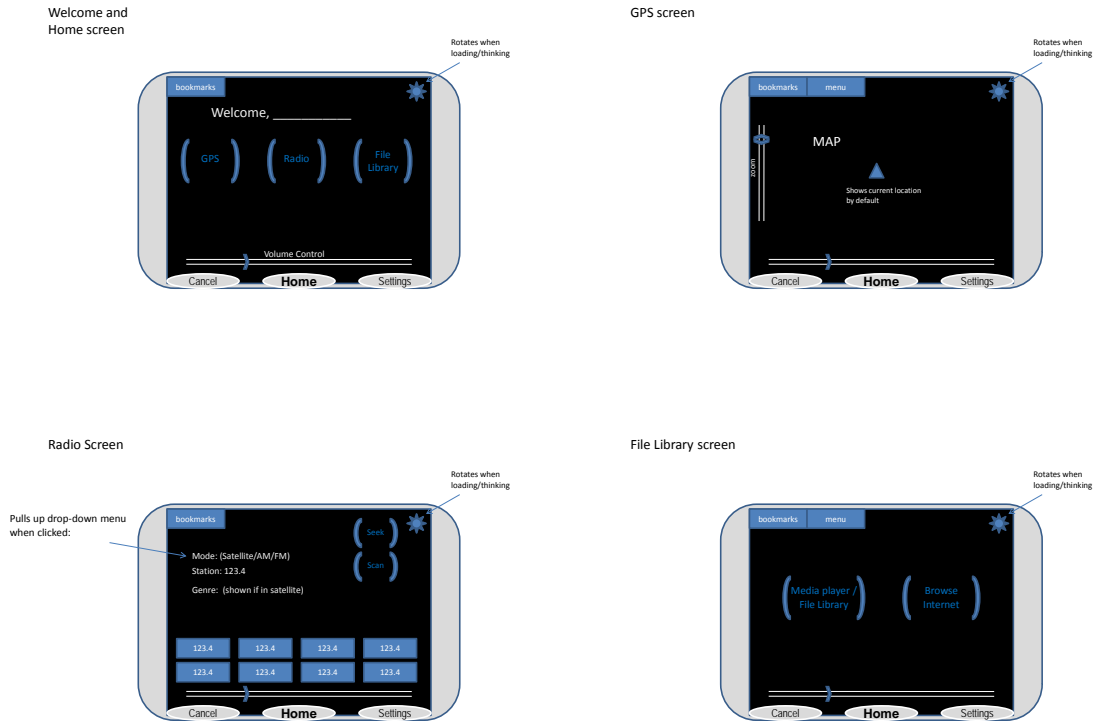 Welcome and
Home screen
Rotates when
loading/thinking
bookmarks
Welcome, ___________
GPS
Radio
File
Library
Volume Control
Cancel
Home
Settings
GPS screen
Rotates when
loading/thinking
bookmarks
menu
zoom
MAP
Shows current location
by default
Cancel
Home
Settings
Radio Screen
Rotates when
loading/thinking
Pulls up drop-down menu
when clicked:
bookmarks
Seek
Scan
Mode: (Satellite/AM/FM)
Station: 123.4
Genre: (shown if in satellite)
123.4 123.4 123.4 123.4
123.4 123.4 123.4 123.4
Cancel
Home
Settings
File Library screen
Rotates when
loading/thinking
bookmarks
menu
Media player /
File Library
Browse
Internet
Cancel
Home
Settings